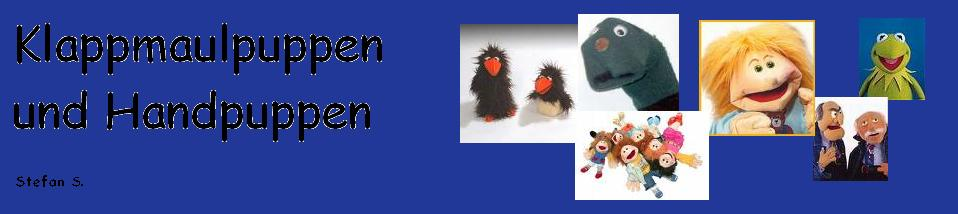 Klappmaulpuppen
und Handpuppen
Stefan S.